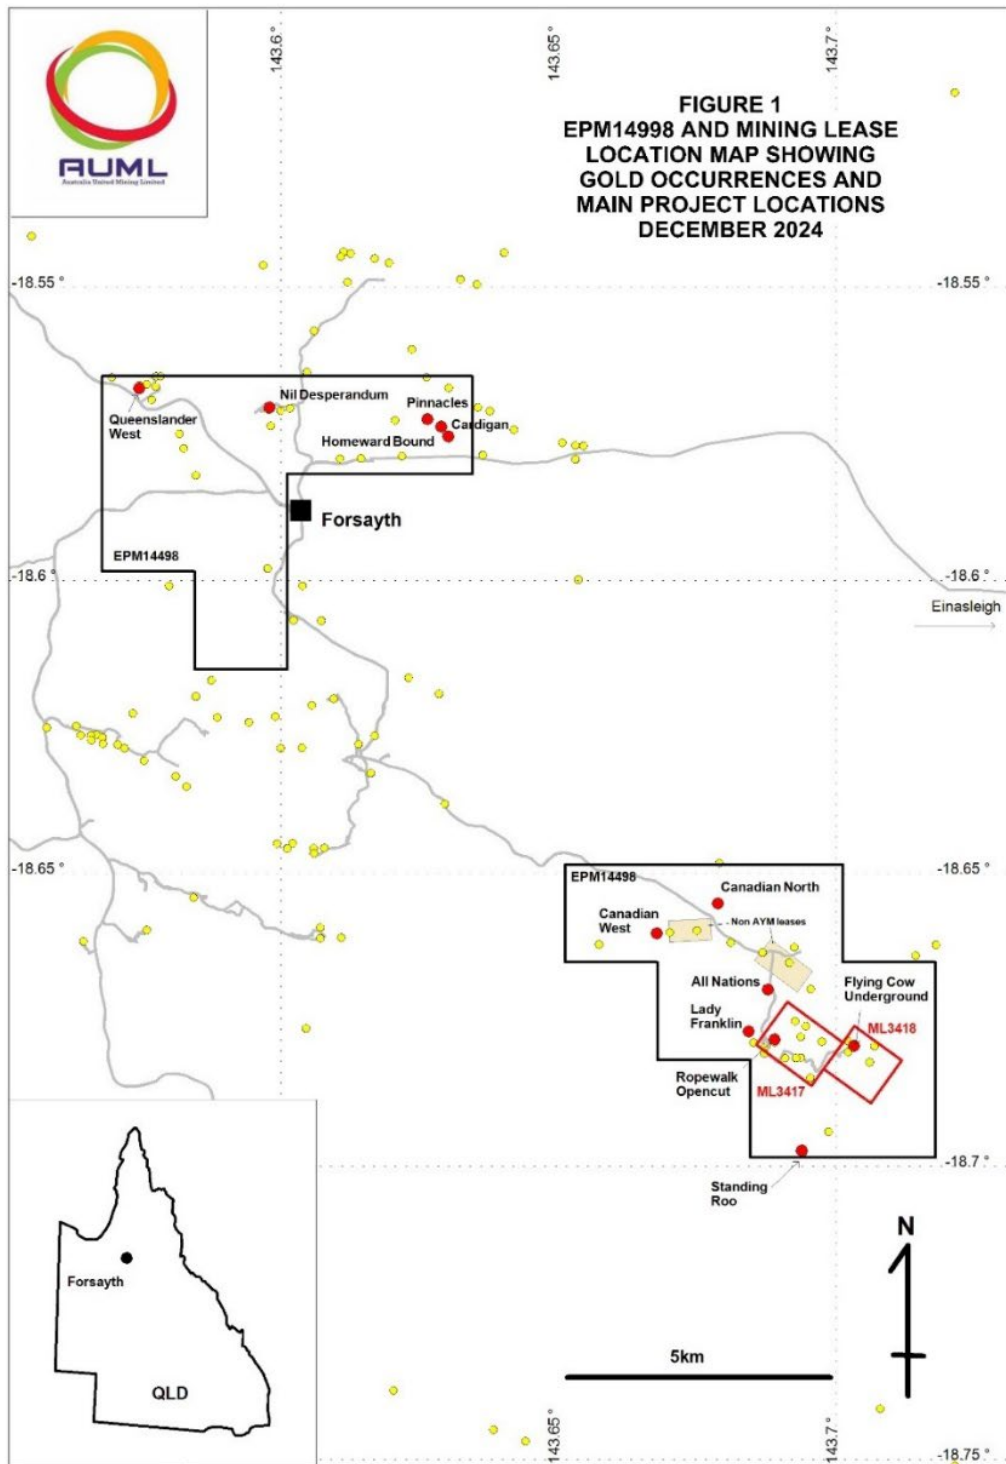 143.6°
143.65°
143.7°
AUML
Australia United Mining Limited
FIGURE 1
EPM14998 AND MINING LEASE
LOCATION MAP SHOWING
GOLD OCCURRENCES AND
MAIN PROJECT LOCATIONS
DECEMBER 2024
-18.55°
-18.55°
Nil Desperandum
Pinnacles
Queenslander
West
Cardigan
Homeward Bound
Forsayth
EPM14498
-18.6°
-18.6°
Einasleigh
-18.65°
-18.65°
EPM14498
Canadian North
Canadian
West
Non AYM leases
All Nations
Flying Cow
Underground
Lady
Franklin
ML3418
Ropewalk
Opencut
ML3417
-18.7°
Standing
Roo
Forsayth
QLD
N
5km
143.65°
143.7°
-18.75°